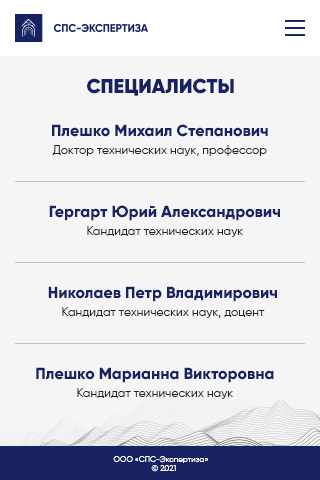 СПС-ЭКСПЕРТИЗА
СПЕЦИАЛИСТЫ
Плешко Михаил Степанович
Доктор технических наук, профессор
Гергарт Юрий Александрович
Кандидат технических наук
Николаев Петр Владимирович
Кандидат технических наук, доцент
Плешко Марианна Викторовна
Кандидат технических наук
ООО «СПС-Экспертиза»
© 2021